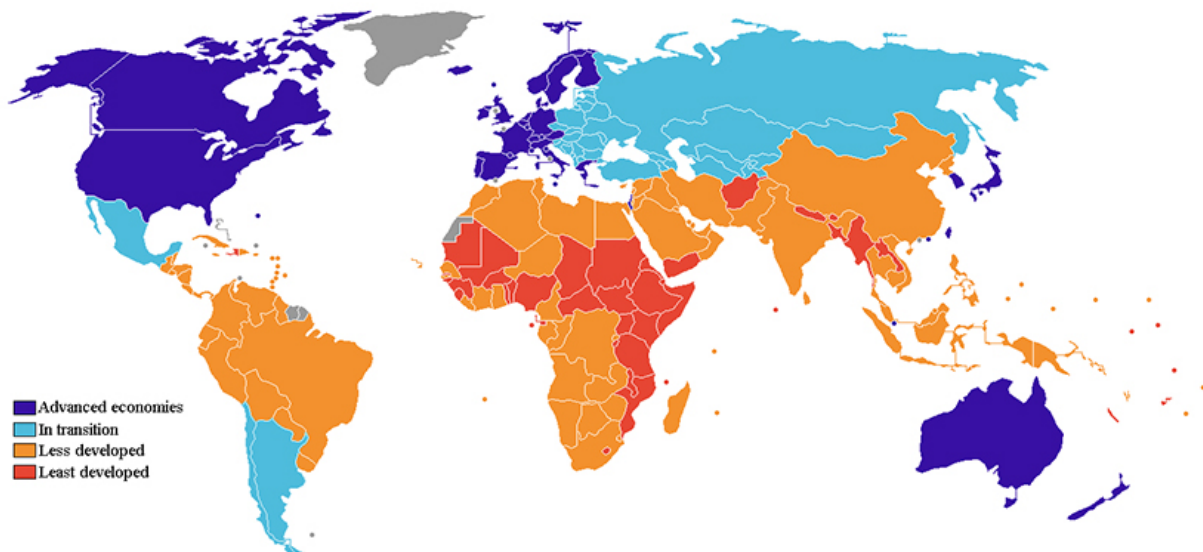 Advanced economies
In transition
Less developed
Least developed